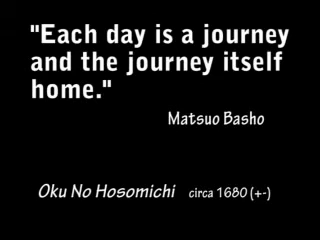 "Each day is a journey
and the journey itself
home."
Matsuo Basho
Oku No Hosomichi circa 1680 (+-)